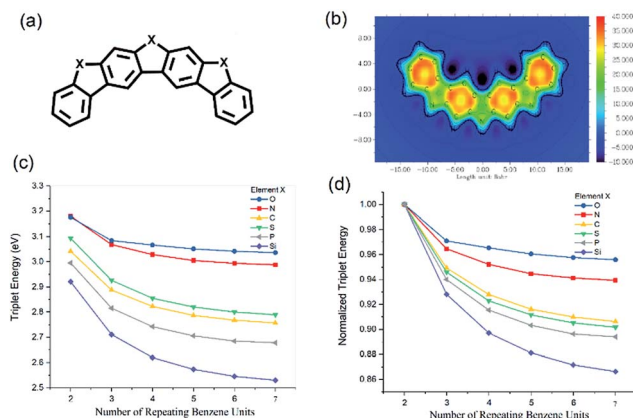 (a)
X
X
X
(b)
4.00
0.00
-4.00
-10.00
-5.00
0.00
5.00
10.00
15.00
Length unit: Bohr
40.000
35.000
30.000
25.000
20.000
15.000
10.000
5.000
0.000
-5.000
-10.000
(c)
3.3
3.2
3.1
3.0
2.9
2.8
2.7
2.6
2.5
Triplet Energy (eV)
Element X
O
N
C
S
P
Si
2 3 4 5 6 7
Number of Repeating Benzene Units
(d)
1.00
0.98
0.96
0.94
0.92
0.90
0.88
0.86
Normalized Triplet Energy
Element X
O
N
C
S
P
Si
2 3 4 5 6 7
Number of Repeating Benzene Units